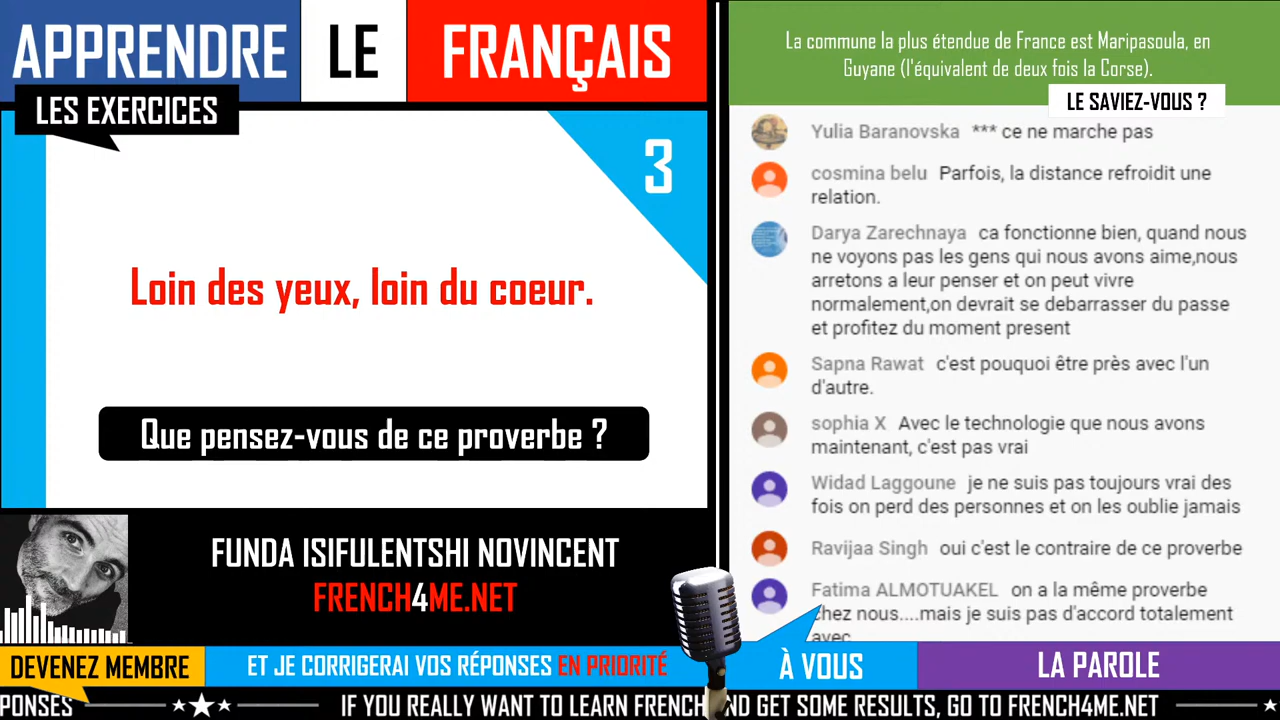 APPRENDRE LE FRANÇAIS
LES EXERCICES
3
Loin des yeux, loin du coeur.
Que pensez-vous de ce proverbe ?
FUNDA ISIFULENTSHI NOVINCENT
FRENCH4ME.NET
DEVENEZ MEMBRE
ET JE CORRIGERAI VOS RÉPONSES EN PRIORITÉ
La commune la plus étendue de France est Maripasoula, en
Guyane (l'équivalent de deux fois la Corse).
LE SAVIEZ-VOUS ?
Yulia Baranovska *** ce ne marche pas
cosmina belu Parfois, la distance refroidit une
relation.
Darya Zarechnaya ca fonctionne bien, quand nous
ne voyons pas les gens qui nous avons aime,nous
arretons a leur penser et on peut vivre
normalement,on devrait se debarrasser du passe
et profitez du moment present
Sapna Rawat c'est pouquoi être près avec l'un
d'autre.
sophia X Avec le technologie que nous avons
maintenant, c'est pas vrai
Widad Laggoune je ne suis pas toujours vrai des
fois on perd des personnes et on les oublie jamais
Ravijaa Singh oui c'est le contraire de ce proverbe
Fatima ALMOTUAKEL on a la même proverbe
chez nous....mais je suis pas d'accord totalement
avec
À VOUS
LA PAROLE
PONSES IF YOU REALLY WANT TO LEARN FRENCH AND GET SOME RESULTS, GO TO FRENCH4ME.NET